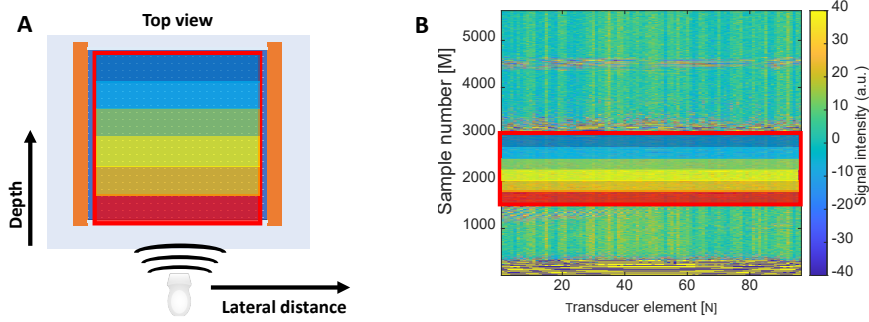 A
Top view
Depth
Lateral distance
B
Sample number [M]
5000
4000
3000
2000
1000
20
40
60
80
Transducer element [N]
40
30
20
10
0
-10
-20
-30
-40
Signal intensity (a.u.)